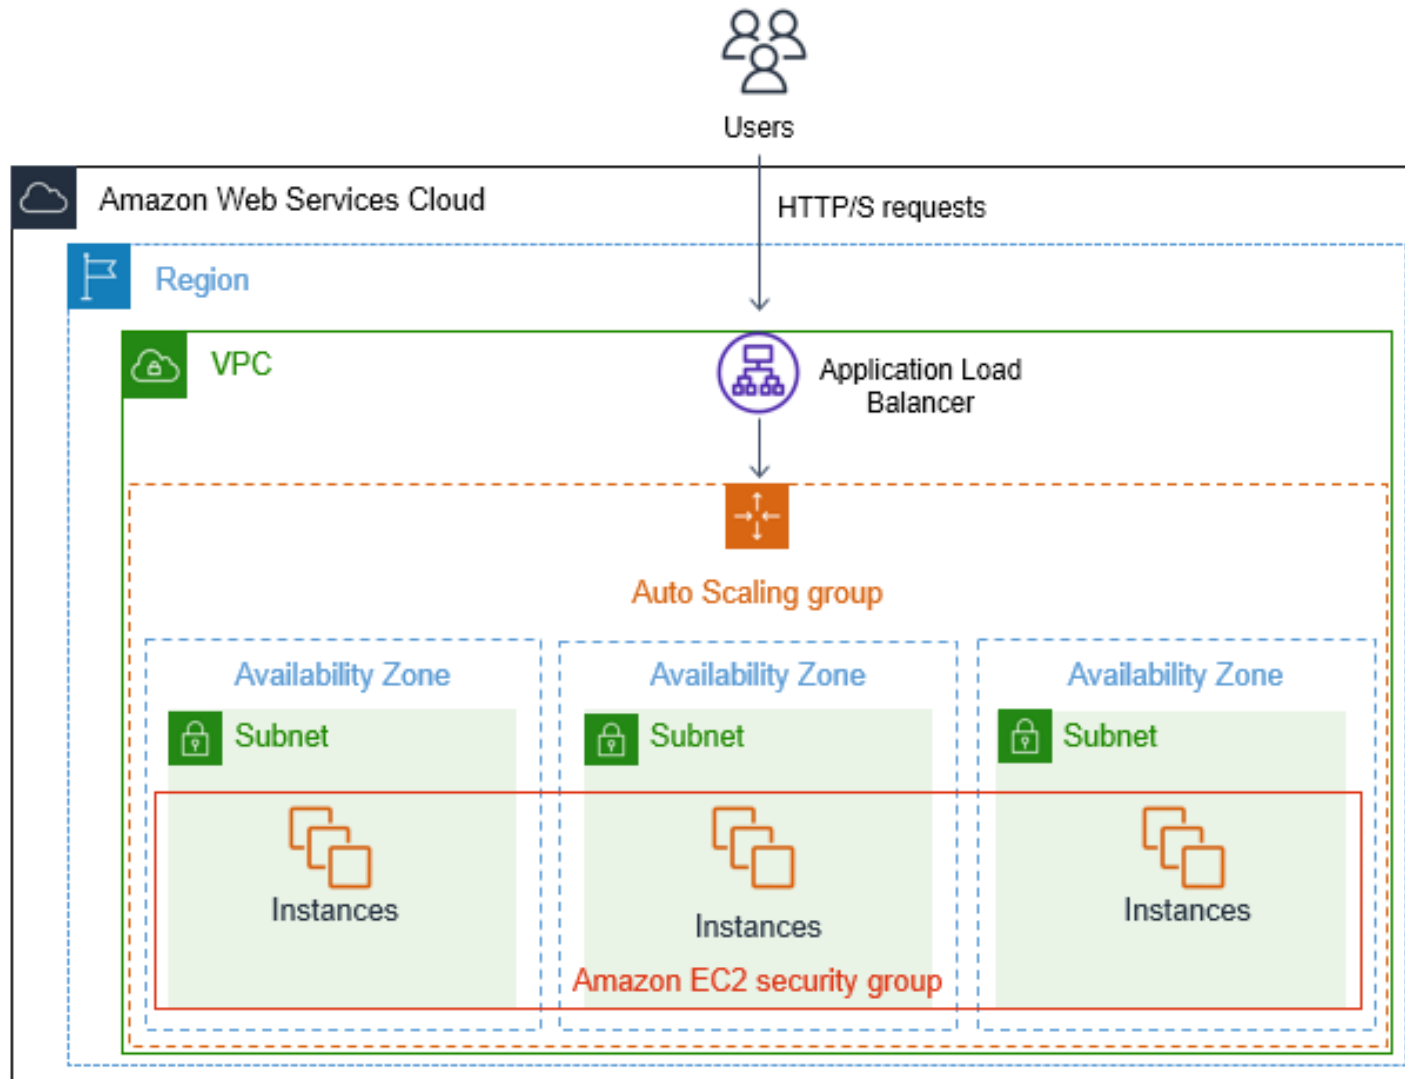 Users
Amazon Web Services Cloud
HTTP/S requests
Region
VPC
Application Load
Balancer
Auto Scaling group
Availability Zone
Availability Zone
Availability Zone
Subnet
Subnet
Subnet
Instances
Instances
Instances
Amazon EC2 security group